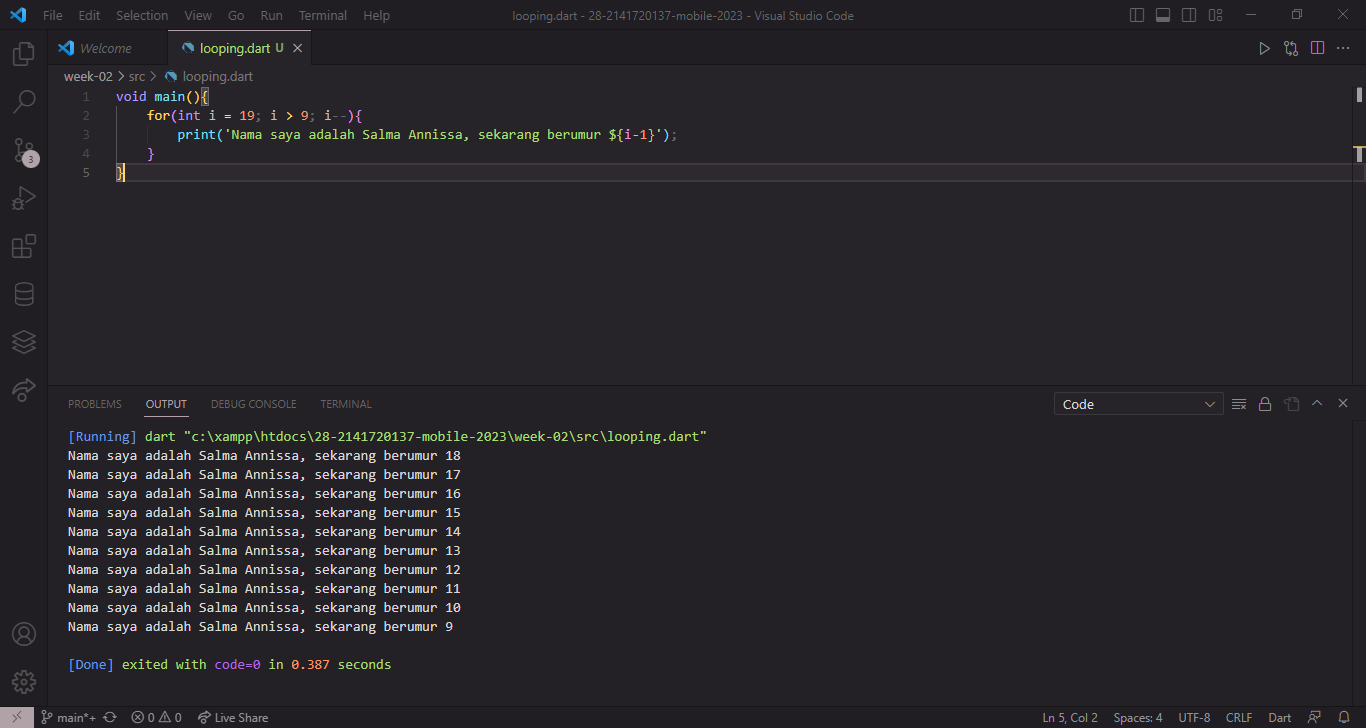 File Edit Selection View Go Run Terminal Help looping.dart - 28-2141720137-mobile-2023 - Visual Studio Code
Welcome looping.dart U
week-02 > src > looping.dart
1 void main(){
2     for(int i = 19; i > 9; i--){
3         print('Nama saya adalah Salma Annissa, sekarang berumur ${i-1}');
4     }
5 }
3
PROBLEMS OUTPUT DEBUG CONSOLE TERMINAL Code
[Running] dart "c:\xampp\htdocs\28-2141720137-mobile-2023\week-02\src\looping.dart"
Nama saya adalah Salma Annissa, sekarang berumur 18
Nama saya adalah Salma Annissa, sekarang berumur 17
Nama saya adalah Salma Annissa, sekarang berumur 16
Nama saya adalah Salma Annissa, sekarang berumur 15
Nama saya adalah Salma Annissa, sekarang berumur 14
Nama saya adalah Salma Annissa, sekarang berumur 13
Nama saya adalah Salma Annissa, sekarang berumur 12
Nama saya adalah Salma Annissa, sekarang berumur 11
Nama saya adalah Salma Annissa, sekarang berumur 10
Nama saya adalah Salma Annissa, sekarang berumur 9
[Done] exited with code=0 in 0.387 seconds
main*+ 0 0 Live Share Ln 5, Col 2 Spaces: 4 UTF-8 CRLF Dart